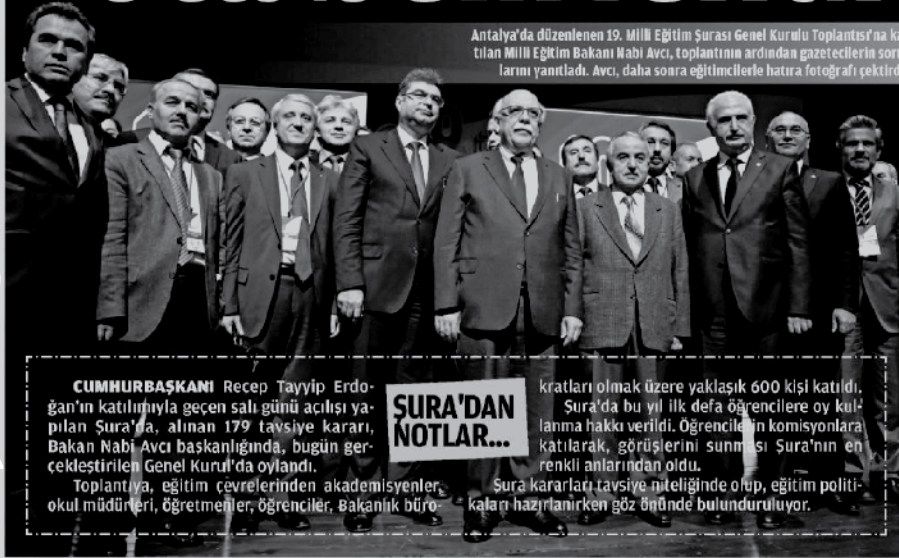 Antalya'da düzenlenen 19. Milli Eğitim Şurası Genel Kurulu Toplantısı'na ka
tılan Milli Eğitim Bakanı Nabi Avcı, toplantının ardından gazetecilerin soru
larını yanıtladı. Avcı, daha sonra eğitimcilerle hatıra fotoğrafı çektird
ŞURA'DAN
NOTLAR...
CUMHURBAŞKANI Recep Tayyip Erdo-
ğan'ın katılımıyla geçen salı günü açılışı ya-
pılan Şura'da, alınan 179 tavsiye kararı,
Bakan Nabi Avcı başkanlığında, bugün ger-
çekleştirilen Genel Kurul'da oylandı.
Toplantıya, eğitim çevrelerinden akademisyenler,
okul müdürleri, öğretmenler, öğrenciler, Bakanlık büro-
kratları olmak üzere yaklaşık 600 kişi katıldı.
Şura'da bu yıl ilk defa öğrencilere oy kul-
lanma hakkı verildi. Öğrencilerin komisyonlara
katılarak, görüşlerini sunması Şura'nın en
renkli anlarından oldu.
Şura kararları tavsiye niteliğinde olup, eğitim politi-
kaları hazırlanırken göz önünde bulunduruluyor.